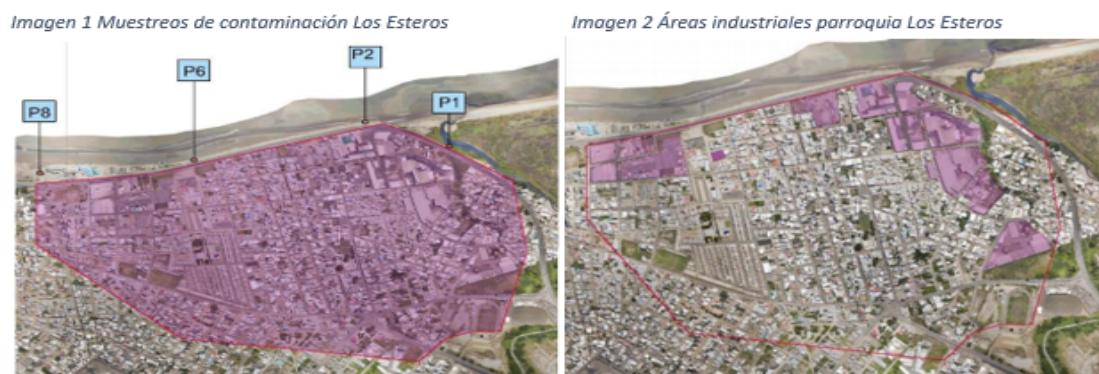 Imagen 1 Muestreos de contaminación Los Esteros
Imagen 2 Áreas industriales parroquia Los Esteros
P8
P6
P2
P1